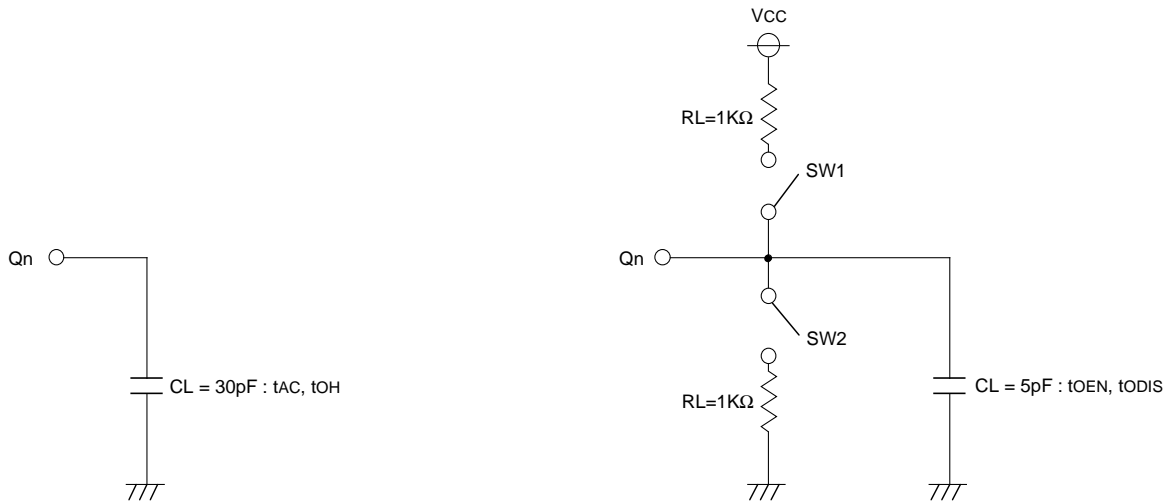 Vcc
RL=1KΩ
SW1
Qn
Qn
SW2
CL = 30pF : tAC, tOH
RL=1KΩ
CL = 5pF : tOEN, tODIS